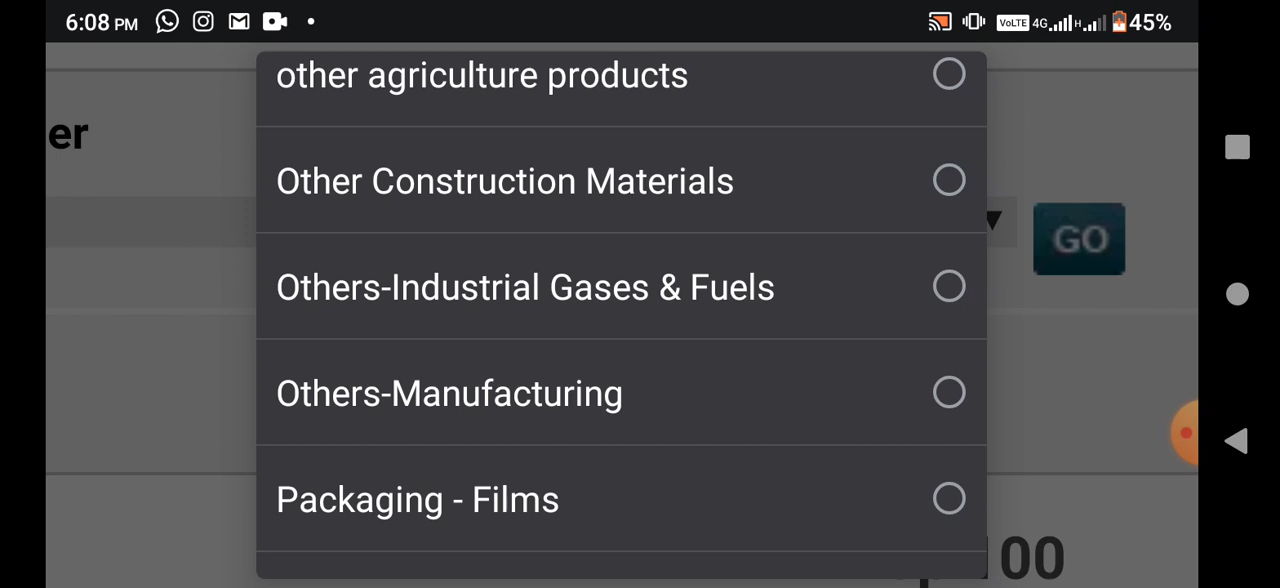 6:08 PM
VoLTE 4G H 45%
other agriculture products
er
Other Construction Materials
GO
Others-Industrial Gases & Fuels
Others-Manufacturing
Packaging - Films
00